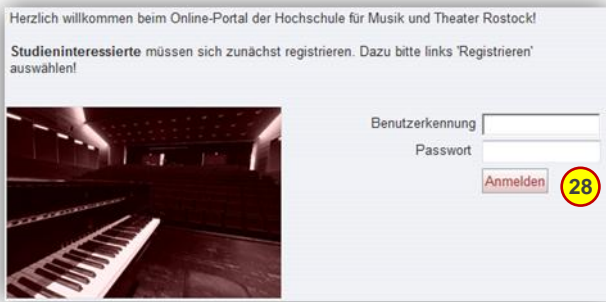 Herzlich willkommen beim Online-Portal der Hochschule für Musik und Theater Rostock!
Studieninteressierte müssen sich zunächst registrieren. Dazu bitte links 'Registrieren'
auswählen!
Benutzerkennung
Passwort
Anmelden 28